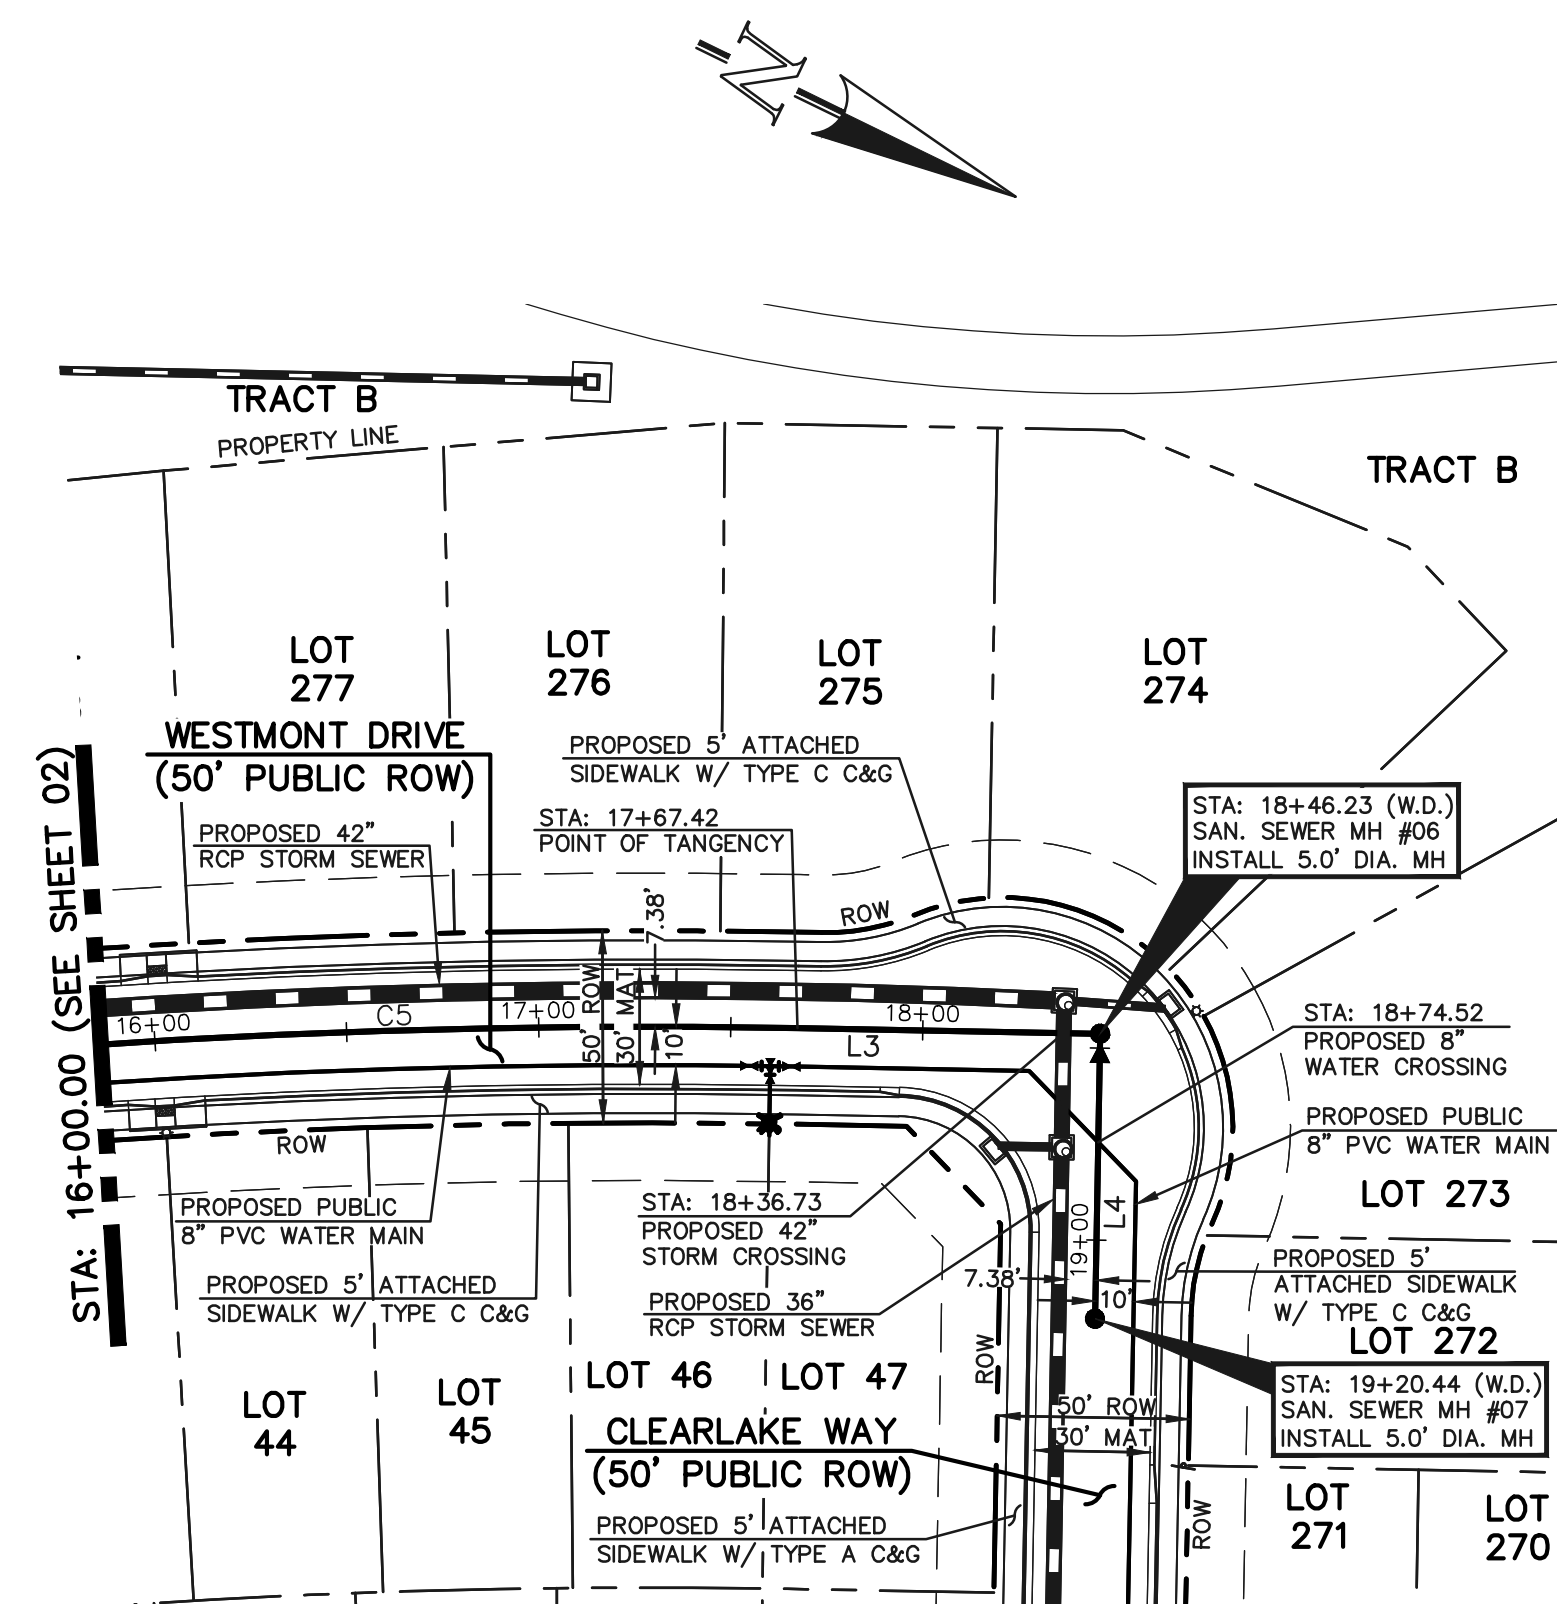 N
TRACT B
PROPERTY LINE
TRACT B
LOT
277
LOT
276
LOT
275
LOT
274
WESTMONT DRIVE
(50' PUBLIC ROW)
PROPOSED 5' ATTACHED
SIDEWALK W/ TYPE C C&G
STA: 17+67.42
POINT OF TANGENCY
PROPOSED 42"
RCP STORM SEWER
STA: 18+46.23 (W.D.)
SAN. SEWER MH #06
INSTALL 5.0' DIA. MH
STA: 16+00.00 (SEE SHEET 02)
ROW
7.38'
50' ROW
30' MAT
10'
16+00
C5
17+00
18+00
L3
STA: 18+74.52
PROPOSED 8"
WATER CROSSING
PROPOSED PUBLIC
8" PVC WATER MAIN
ROW
LOT 273
PROPOSED PUBLIC
8" PVC WATER MAIN
STA: 18+36.73
PROPOSED 42"
STORM CROSSING
19+00
L4
PROPOSED 5' ATTACHED
SIDEWALK W/ TYPE C C&G
PROPOSED 36"
RCP STORM SEWER
7.38'
10'
PROPOSED 5'
ATTACHED SIDEWALK
W/ TYPE C C&G
LOT 272
ROW
LOT 46
LOT 47
LOT
44
LOT
45
STA: 19+20.44 (W.D.)
SAN. SEWER MH #07
INSTALL 5.0' DIA. MH
50' ROW
30' MAT
CLEARLAKE WAY
(50' PUBLIC ROW)
PROPOSED 5' ATTACHED
SIDEWALK W/ TYPE A C&G
ROW
LOT
271
LOT
270